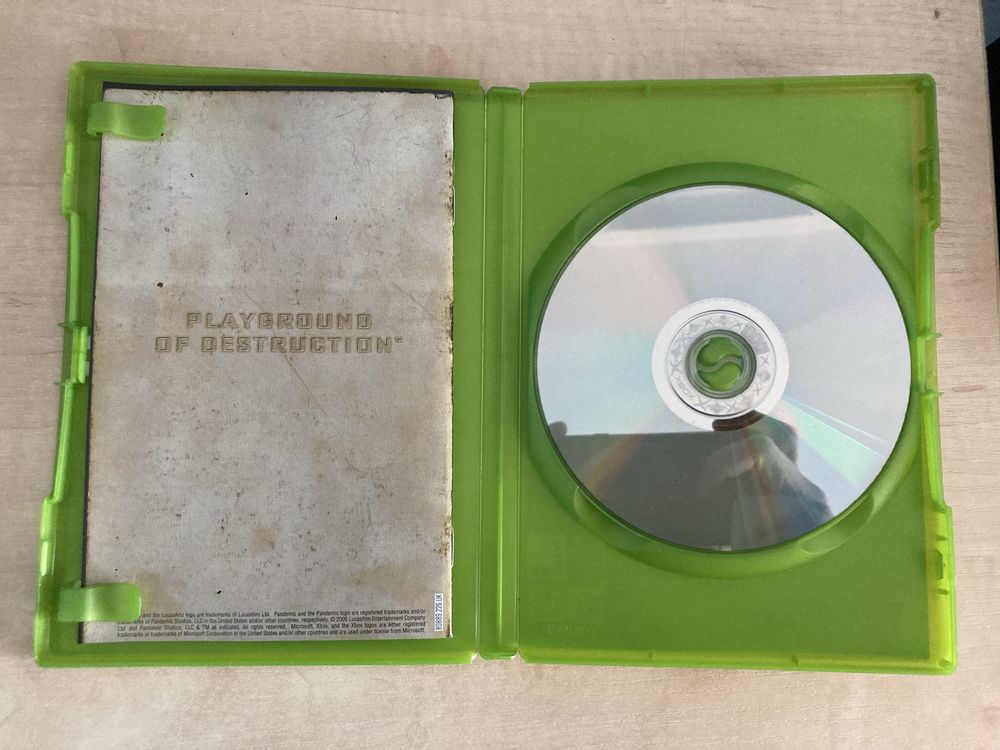 PLAYGROUND
OF DESTRUCTION™
and the LucasArts logo are trademarks of Lucasfilm Ltd. Pandemic and the Pandemic logo are registered trademarks and/or
trademarks of Pandemic Studios, LLC in the United States and/or other countries, respectively. © 2005 Lucasfilm Entertainment Company
Ltd. and Pandemic Studios, LLC & TM as indicated. All rights reserved. Microsoft, Xbox, and the Xbox logos are either registered
trademarks or trademarks of Microsoft Corporation in the United States and/or other countries and are used under license from Microsoft.
80889.226.UK
XBOX